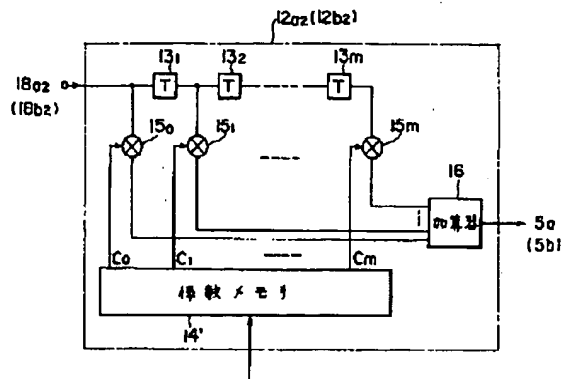 12a2(12b2)
13₁ 13₂ 13m
18a2 T T T
(18b2)
15₀ 15₁ 15m
16
加算器 5a
(5b)
C₀ C₁ Cm
係数メモリ
14'